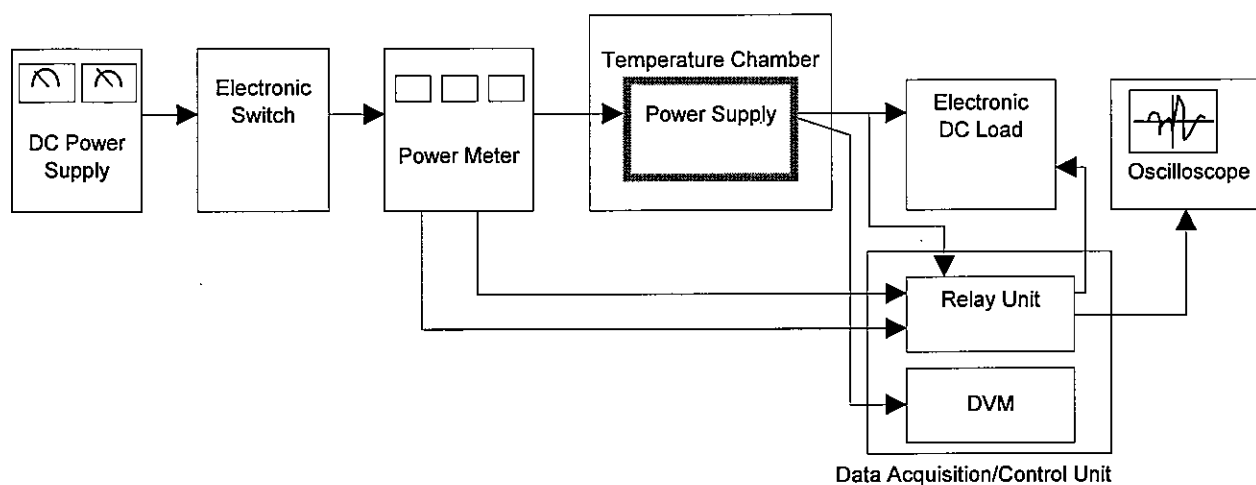 DC Power
Supply
Electronic
Switch
Power Meter
Temperature Chamber
Power Supply
Electronic
DC Load
Oscilloscope
Relay Unit
DVM
Data Acquisition/Control Unit